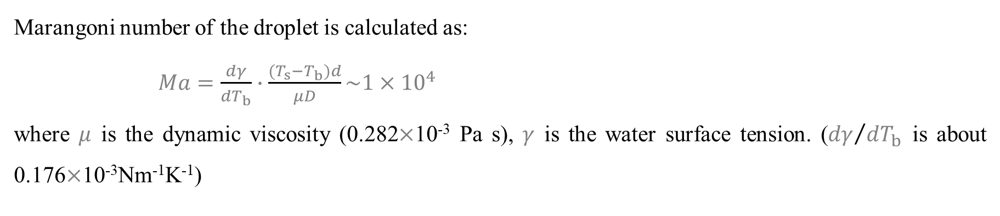 Marangoni number of the droplet is calculated as:
Ma = dγ/dT_b · (T_s−T_b)d/μD ~1 × 10⁴
where μ is the dynamic viscosity (0.282×10⁻³ Pa s), γ is the water surface tension. (dγ/dT_b is about
0.176×10⁻³Nm⁻¹K⁻¹)